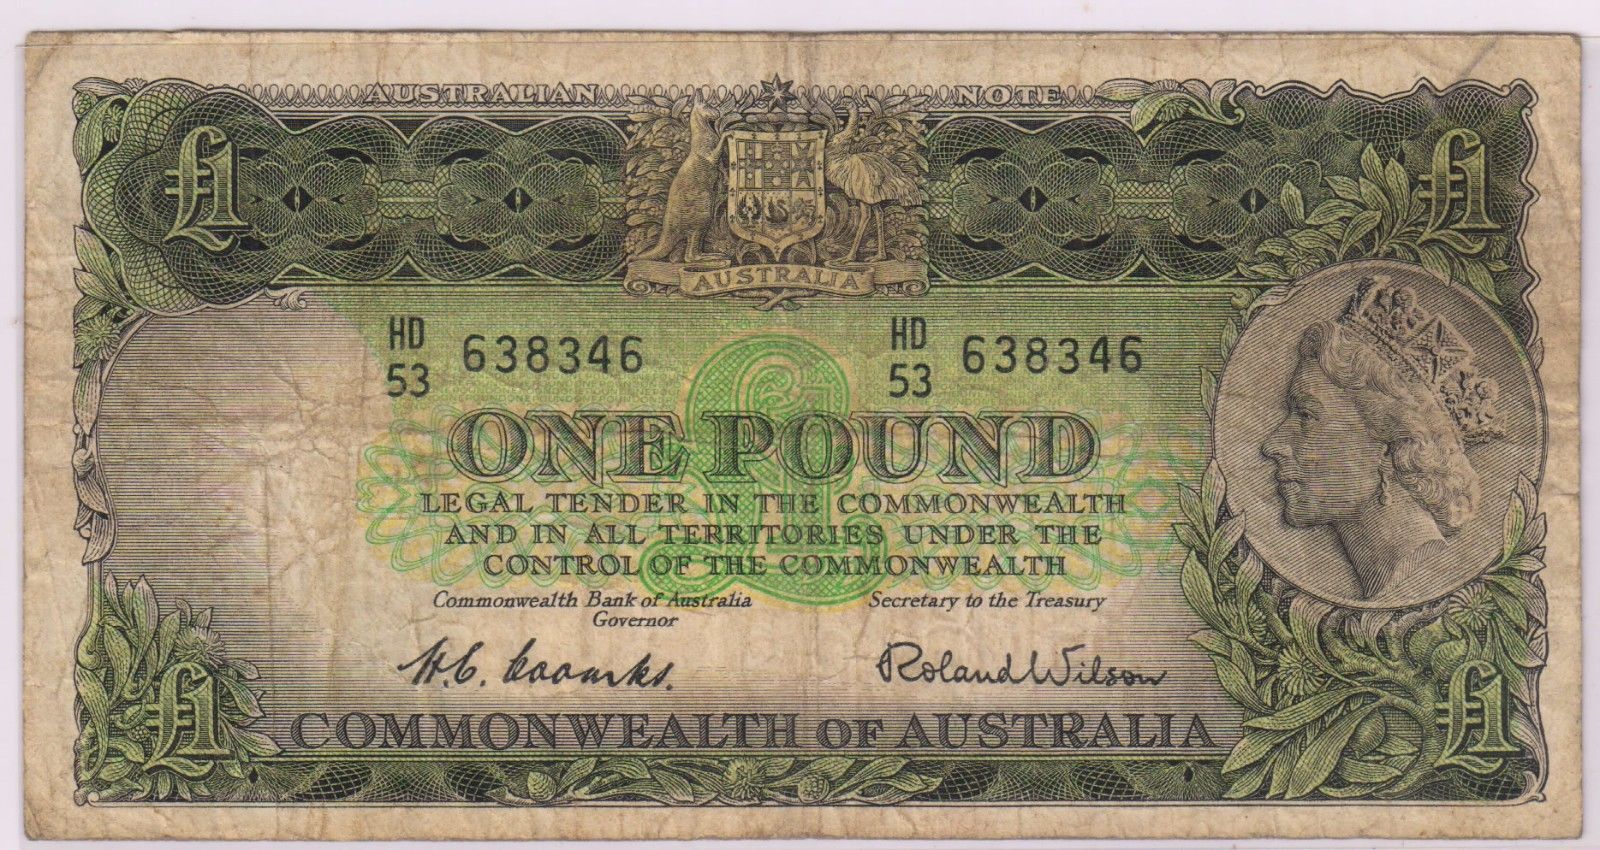 AUSTRALIAN NOTE
£1 £1
AUSTRALIA
HD 53 638346 HD 53 638346
ONE POUND
LEGAL TENDER IN THE COMMONWEALTH
AND IN ALL TERRITORIES UNDER THE
CONTROL OF THE COMMONWEALTH
Commonwealth Bank of Australia Secretary to the Treasury
Governor
H.C. Coombs. Roland Wilson
£1 £1
COMMONWEALTH OF AUSTRALIA